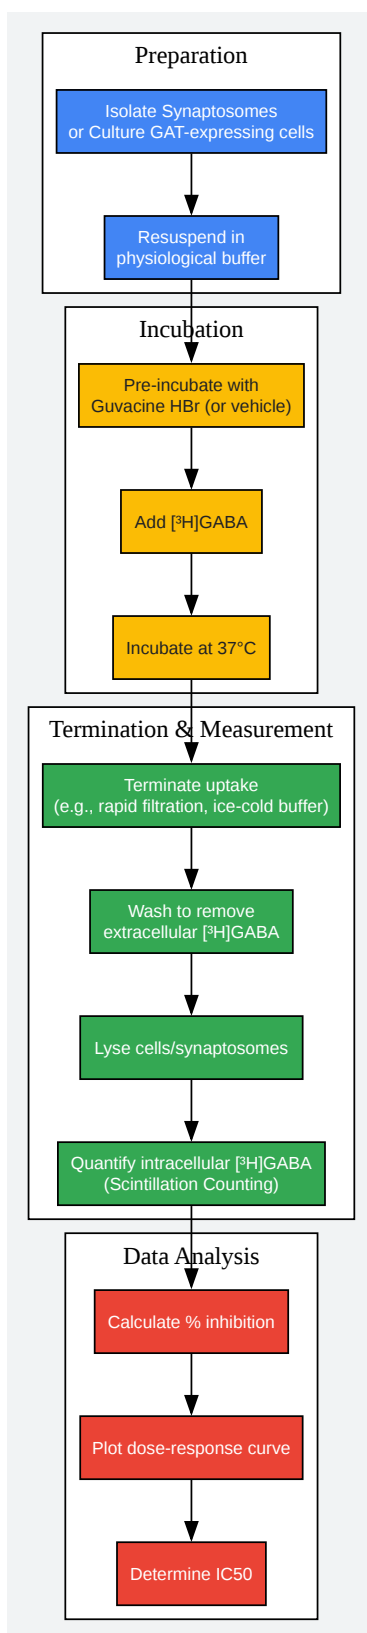 Preparation
Isolate Synaptosomes
or Culture GAT-expressing cells
Resuspend in
physiological buffer
Incubation
Pre-incubate with
Guvacine HBr (or vehicle)
Add [³H]GABA
Incubate at 37°C
Termination & Measurement
Terminate uptake
(e.g., rapid filtration, ice-cold buffer)
Wash to remove
extracellular [³H]GABA
Lyse cells/synaptosomes
Quantify intracellular [³H]GABA
(Scintillation Counting)
Data Analysis
Calculate % inhibition
Plot dose-response curve
Determine IC50